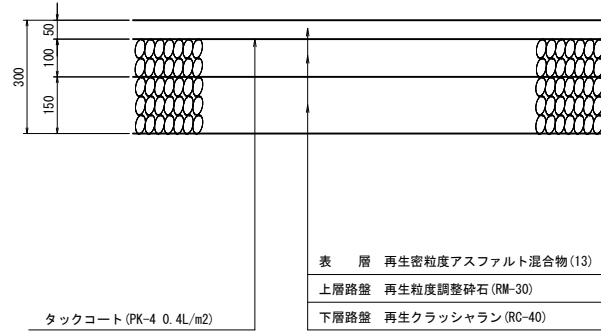 50
100
150
300
表　　層　再生密粒度アスファルト混合物(13)
上層路盤　再生粒度調整砕石(RM-30)
下層路盤　再生クラッシャラン(RC-40)
タックコート(PK-4 0.4L/m2)